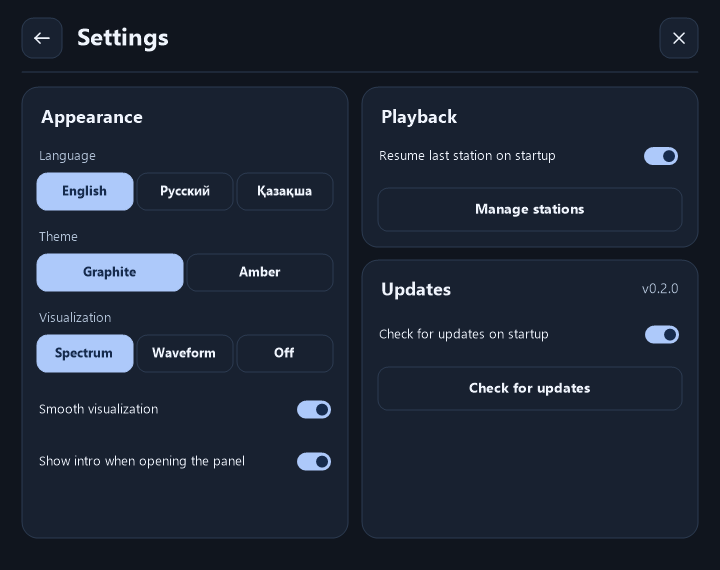 Settings
Appearance
Language
English Русский Қазақша
Theme
Graphite Amber
Visualization
Spectrum Waveform Off
Smooth visualization
Show intro when opening the panel
Playback
Resume last station on startup
Manage stations
Updates v0.2.0
Check for updates on startup
Check for updates